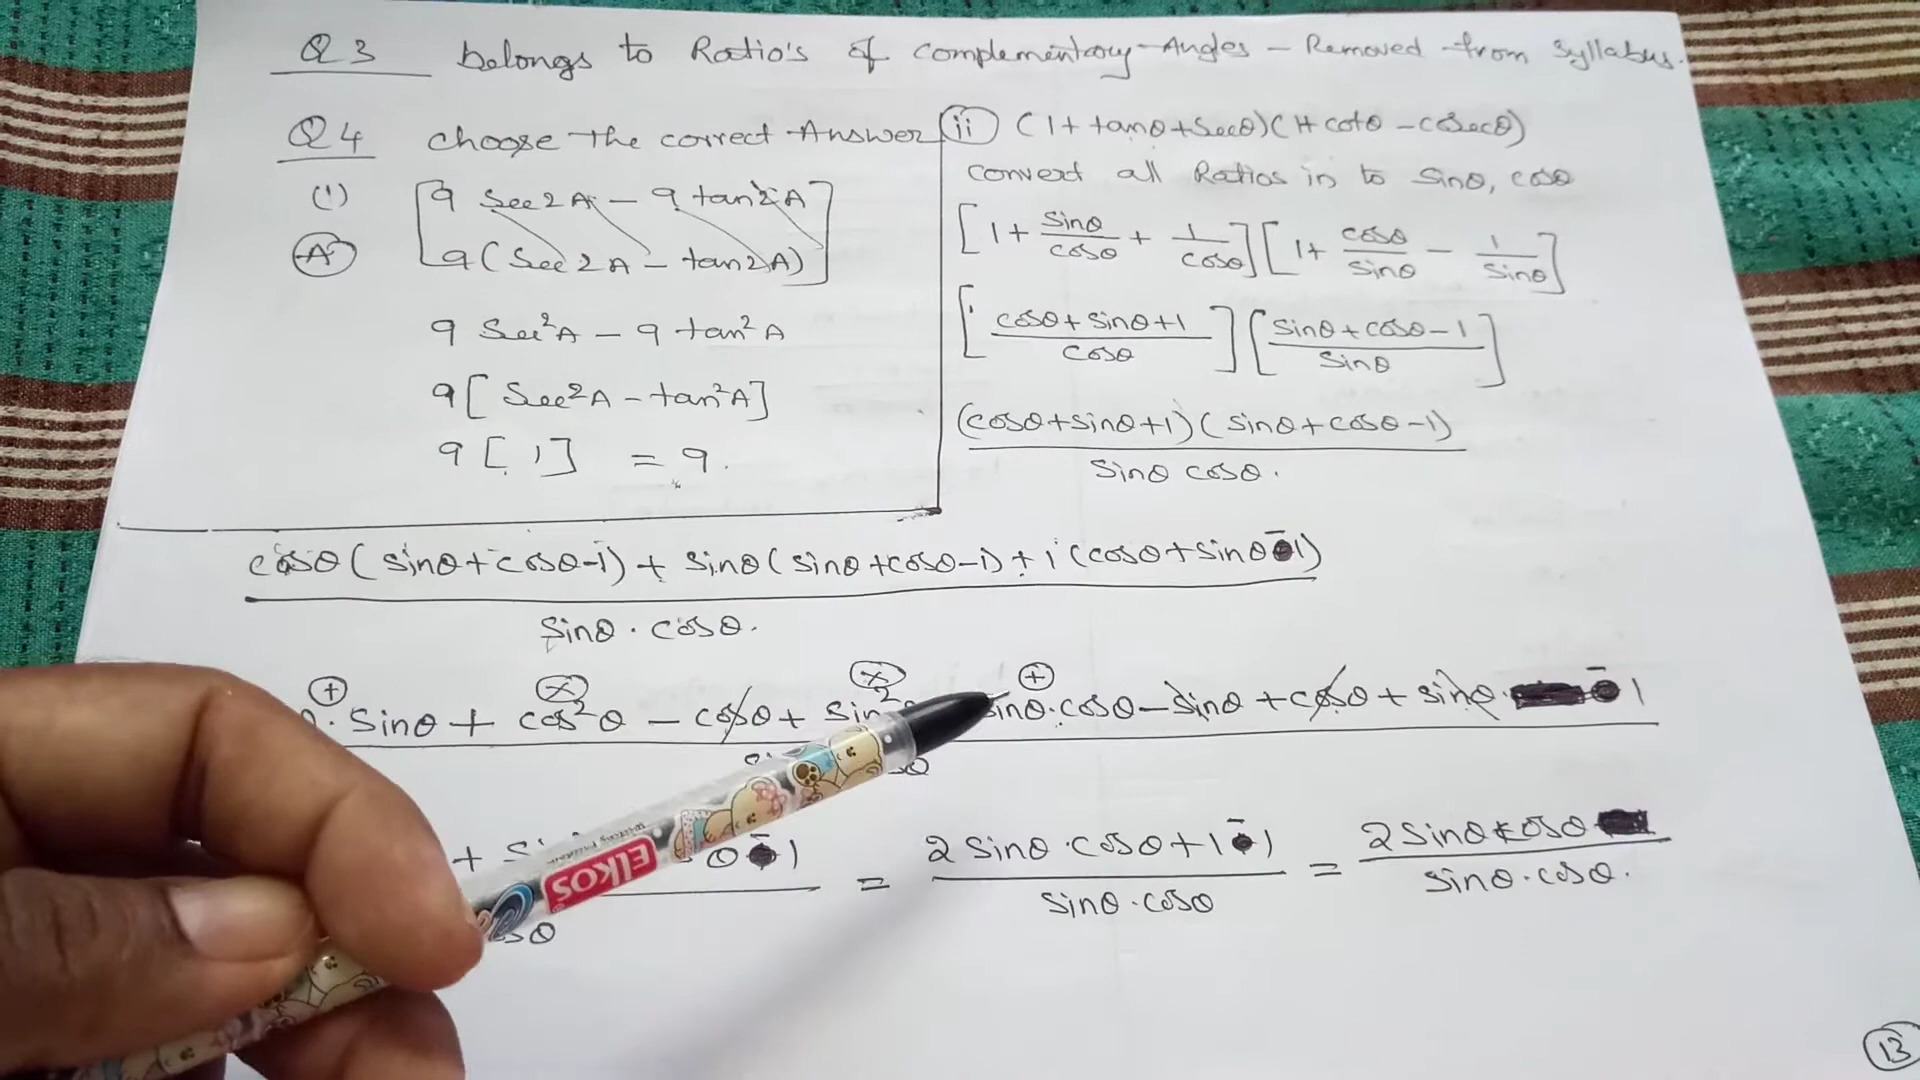 Q3 belongs to Ratio's of complementary-Angles - Removed from Syllabus.
Q4 choose the correct Answer
(1) [9 Sec2A - 9 tan2A
(A) 9(Sec2A - tan2A)]
9 Sec²A - 9 tan²A
9[Sec²A - tan²A]
9[1] = 9.
(ii) (1+tanθ+Secθ)(1+cotθ-cosecθ)
convert all Ratios in to sinθ, cosθ
[1+ sinθ/cosθ + 1/cosθ][1+ cosθ/sinθ - 1/sinθ]
[cosθ+sinθ+1/cosθ][sinθ+cosθ-1/sinθ]
(cosθ+sinθ+1)(sinθ+cosθ-1)
sinθ cosθ.
cosθ(sinθ+cosθ-1)+sinθ(sinθ+cosθ-1)+1(cosθ+sinθ-1)
sinθ·cosθ.
·sinθ + cos²θ - cosθ + sin² sinθ·cosθ - sinθ + cosθ + sinθ - 1
θ-1 = 2 sinθ·cosθ+1-1 / sinθ·cosθ = 2 sinθ cosθ / sinθ·cosθ.
ELKOS
13